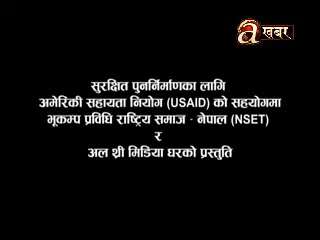 a खबर
सुरक्षित पुनर्निर्माणका लागि
अमेरिकी सहायता नियोग (USAID) को सहयोगमा
भूकम्प प्रविधि राष्ट्रिय समाज - नेपाल (NSET)
र
अल थ्री मिडिया घरको प्रस्तुति